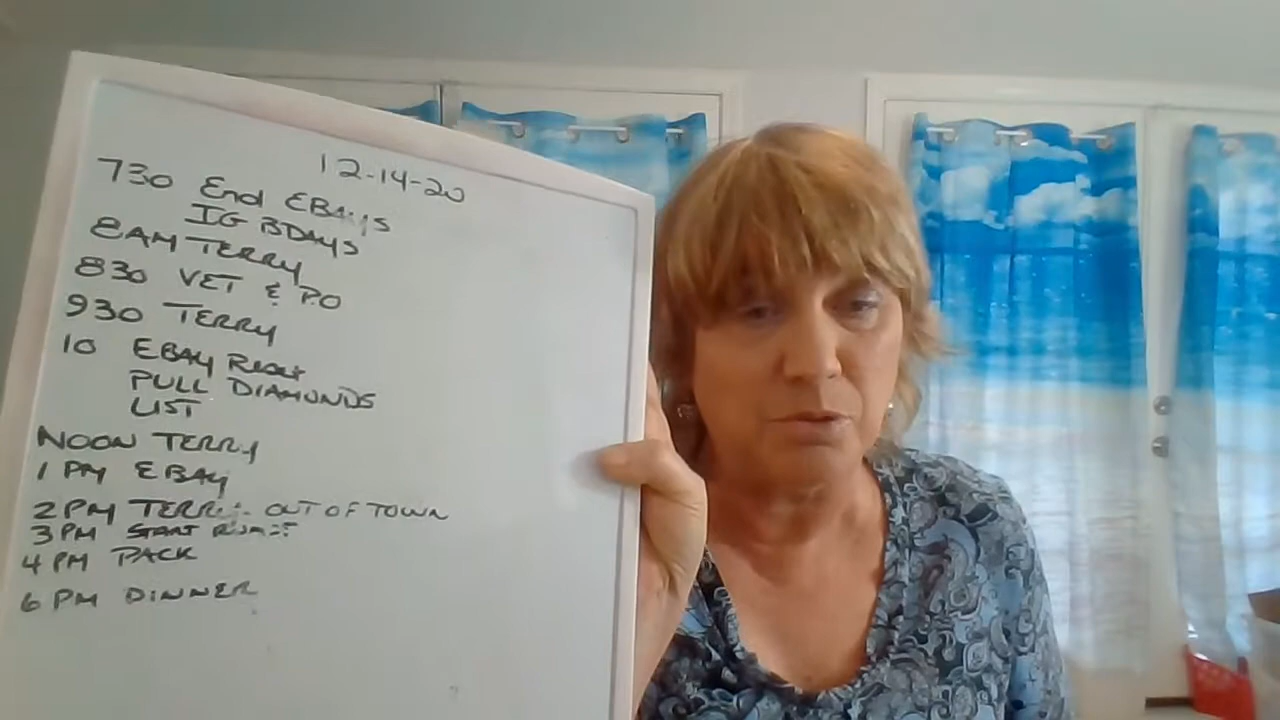 12-14-20
730 End EBAYS
IG BDAYS
8AM TERRY
830 VET & P.O
930 TERRY
10 EBAY
PULL DIAMONDS
LIST
NOON TERRY
1 PM EBAY
2 PM OUT OF TOWN
3 PM START
4 PM PACK
6 PM DINNER